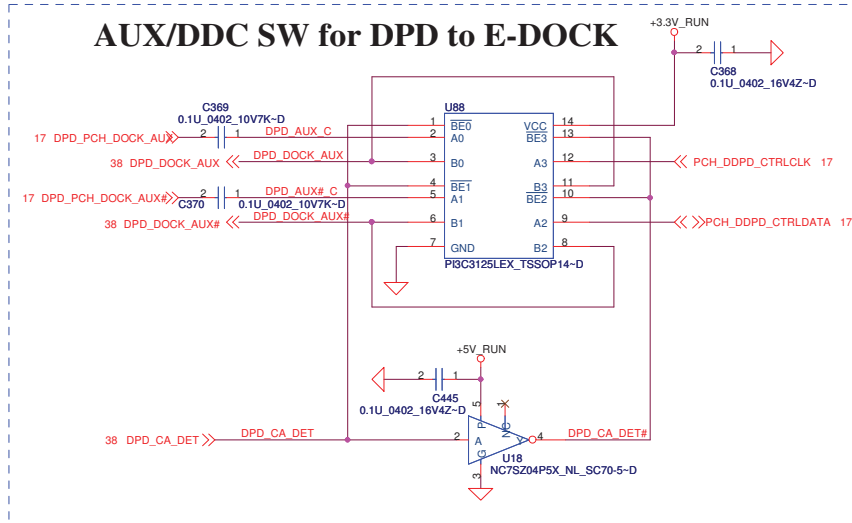 AUX/DDC SW for DPD to E-DOCK
+3.3V_RUN
2 1
C368
0.1U_0402_16V4Z~D
C369
0.1U_0402_10V7K~D
U88
17 DPD_PCH_DOCK_AUX 2 1 DPD_AUX_C
38 DPD_DOCK_AUX DPD_DOCK_AUX
17 DPD_PCH_DOCK_AUX# 2 1 DPD_AUX#_C
C370 0.1U_0402_10V7K~D
38 DPD_DOCK_AUX# DPD_DOCK_AUX#
1 BE0 VCC 14
2 A0 BE3 13
3 B0 A3 12
4 BE1 B3 11
5 A1 BE2 10
6 B1 A2 9
7 GND B2 8
PI3C3125LEX_TSSOP14~D
PCH_DDPD_CTRLCLK 17
PCH_DDPD_CTRLDATA 17
+5V_RUN
2 1
C445
0.1U_0402_16V4Z~D
38 DPD_CA_DET DPD_CA_DET
5 P
1 NC
2 A Y 4
G 3
DPD_CA_DET#
U18
NC7SZ04P5X_NL_SC70-5~D